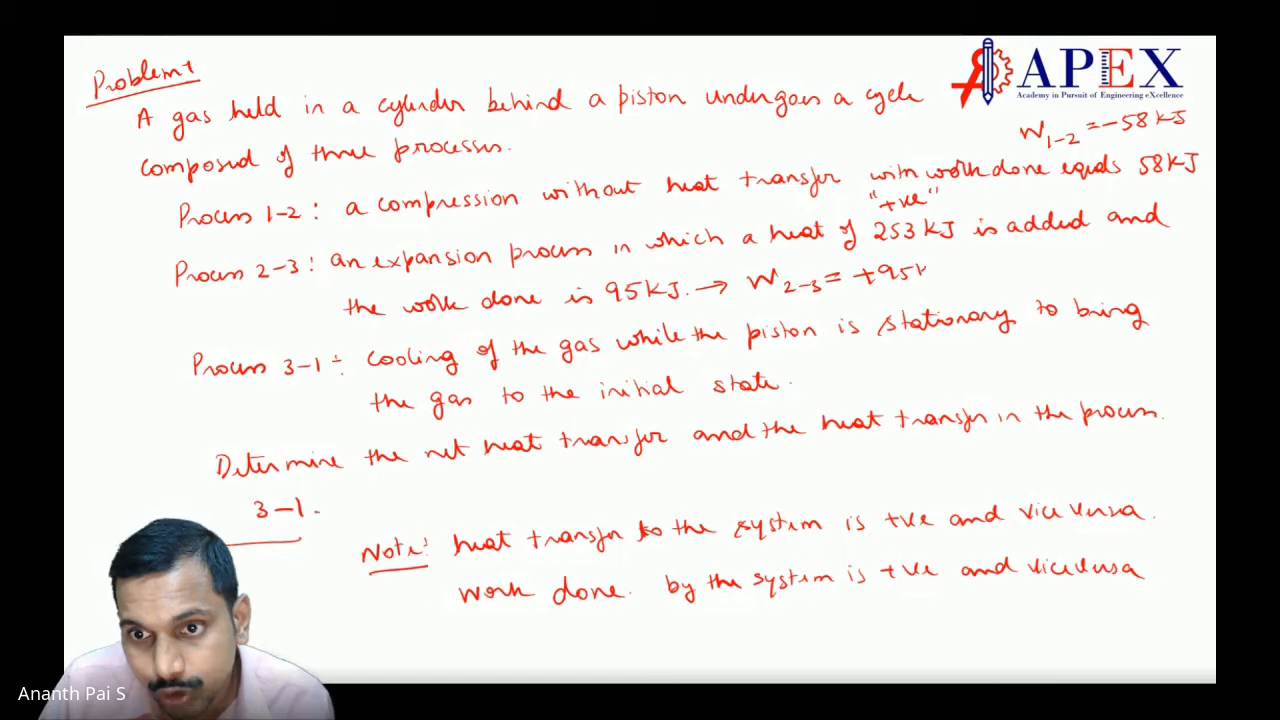 Problem
APEX
Academy in Pursuit of Engineering eXcellence
A gas held in a cylinder behind a piston undergoes a cycle
W1-2 = -58 kJ
composed of three processes.
Process 1-2 : a compression without heat transfer with work done equals 58 kJ
"+ve"
Process 2-3 : an expansion process in which a heat of 253 kJ is added and
the work done is 95 kJ. → W2-3 = +95k
Process 3-1 : cooling of the gas while the piston is stationary to bring
the gas to the initial state.
Determine the net heat transfer and the heat transfer in the process
3-1.
Note: heat transfer to the system is +ve and vice versa.
work done. by the system is +ve and vice versa
Ananth Pai S